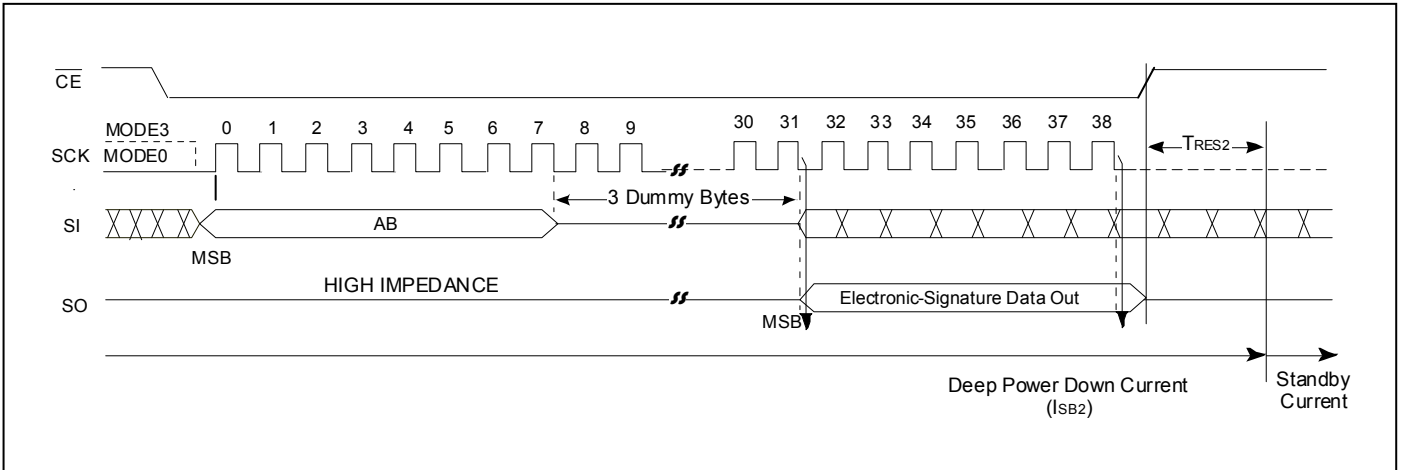 CE
MODE3
0 1 2 3 4 5 6 7 8 9 30 31 32 33 34 35 36 37 38
SCK MODE0
TRES2
3 Dummy Bytes
SI
AB
MSB
HIGH IMPEDANCE
SO
Electronic-Signature Data Out
MSB
Deep Power Down Current
(ISB2)
Standby
Current